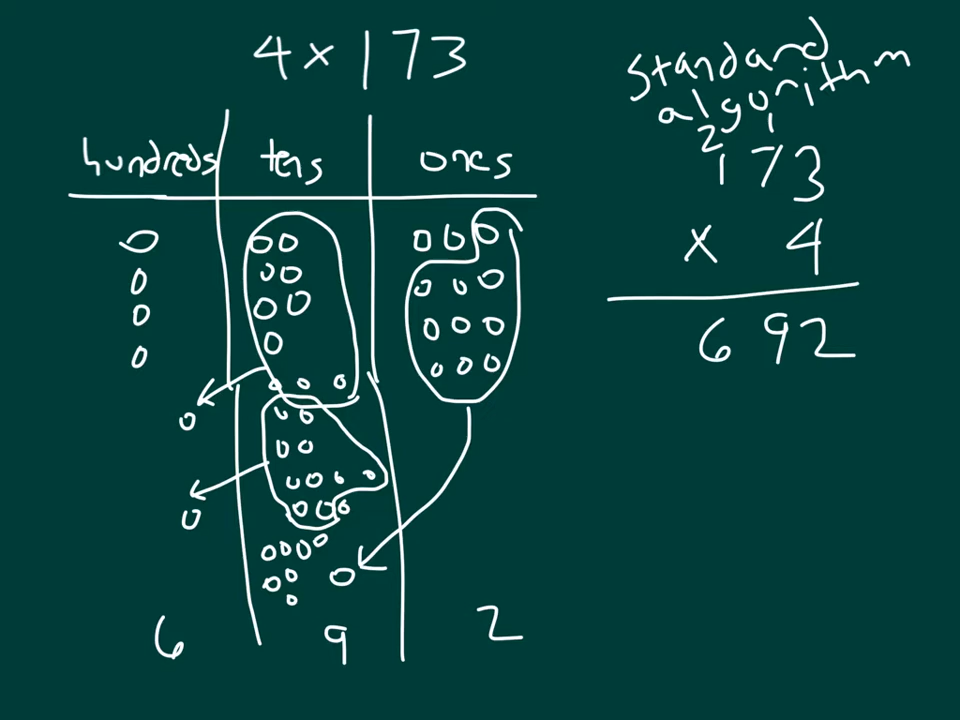 4 x 173
hundreds tens ones
6 9 2
standard
algorithm
2 1
173
x 4
692